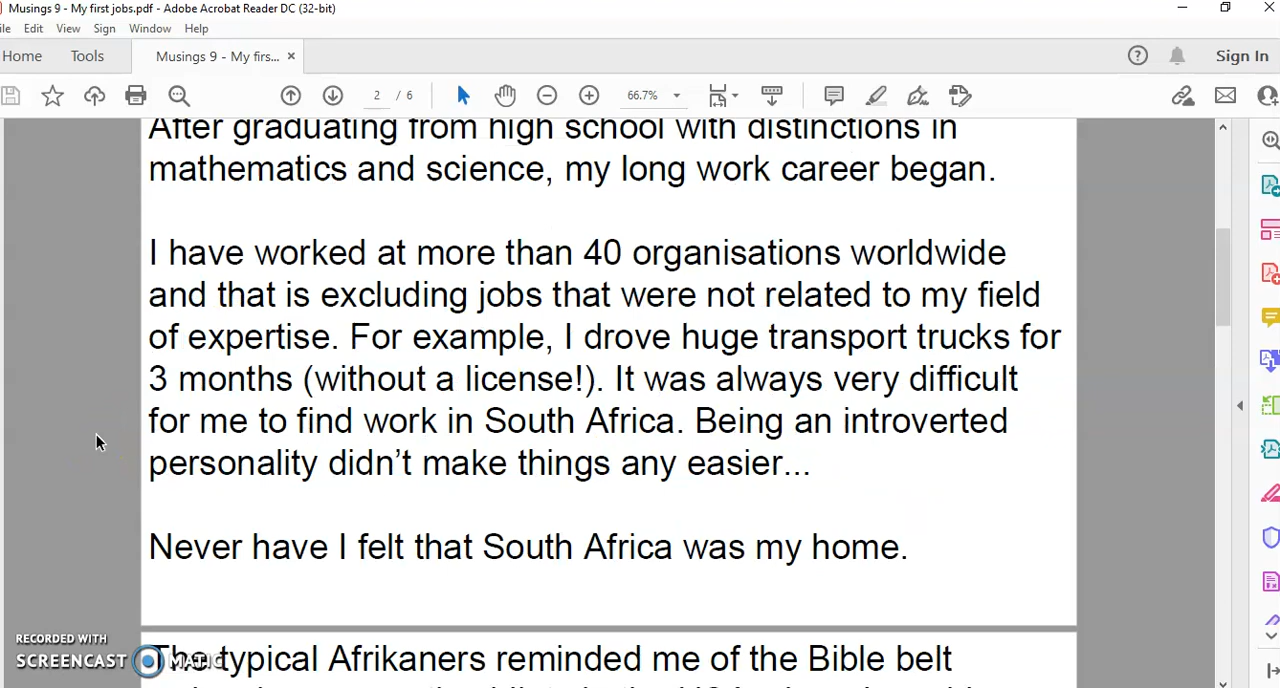 Musings 9 - My first jobs.pdf - Adobe Acrobat Reader DC (32-bit)
ile Edit View Sign Window Help
Home Tools Musings 9 - My firs... × Sign In
2 / 6 66.7%
After graduating from high school with distinctions in
mathematics and science, my long work career began.
I have worked at more than 40 organisations worldwide
and that is excluding jobs that were not related to my field
of expertise. For example, I drove huge transport trucks for
3 months (without a license!). It was always very difficult
for me to find work in South Africa. Being an introverted
personality didn’t make things any easier...
Never have I felt that South Africa was my home.
The typical Afrikaners reminded me of the Bible belt
RECORDED WITH
SCREENCAST MATIC